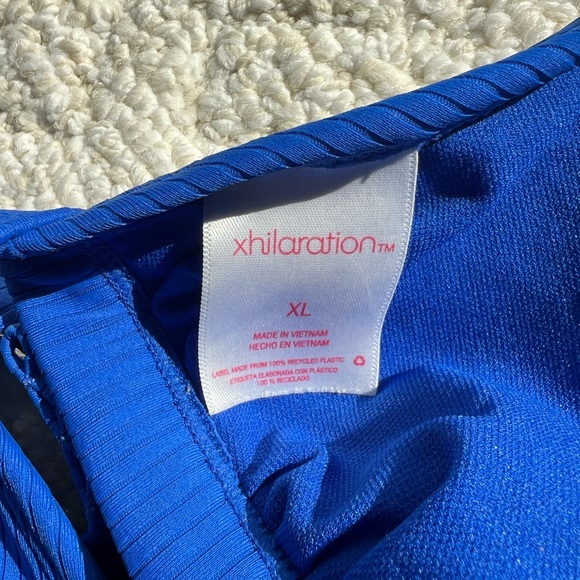 xhilaration™
XL
MADE IN VIETNAM
HECHO EN VIETNAM
LABEL MADE FROM 100% RECYCLED PLASTIC
ETIQUETA ELABORADA CON PLÁSTICO
100 % RECICLADO